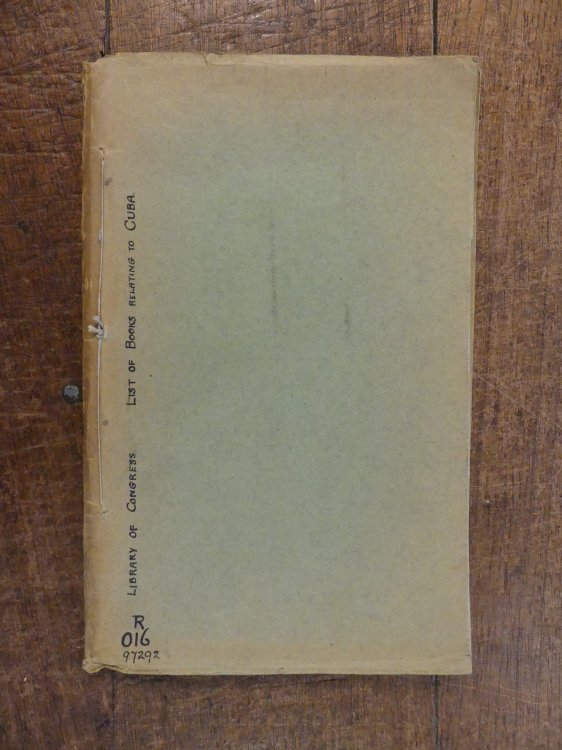 LIBRARY OF CONGRESS LIST OF BOOKS RELATING TO CUBA.
R
016
97292